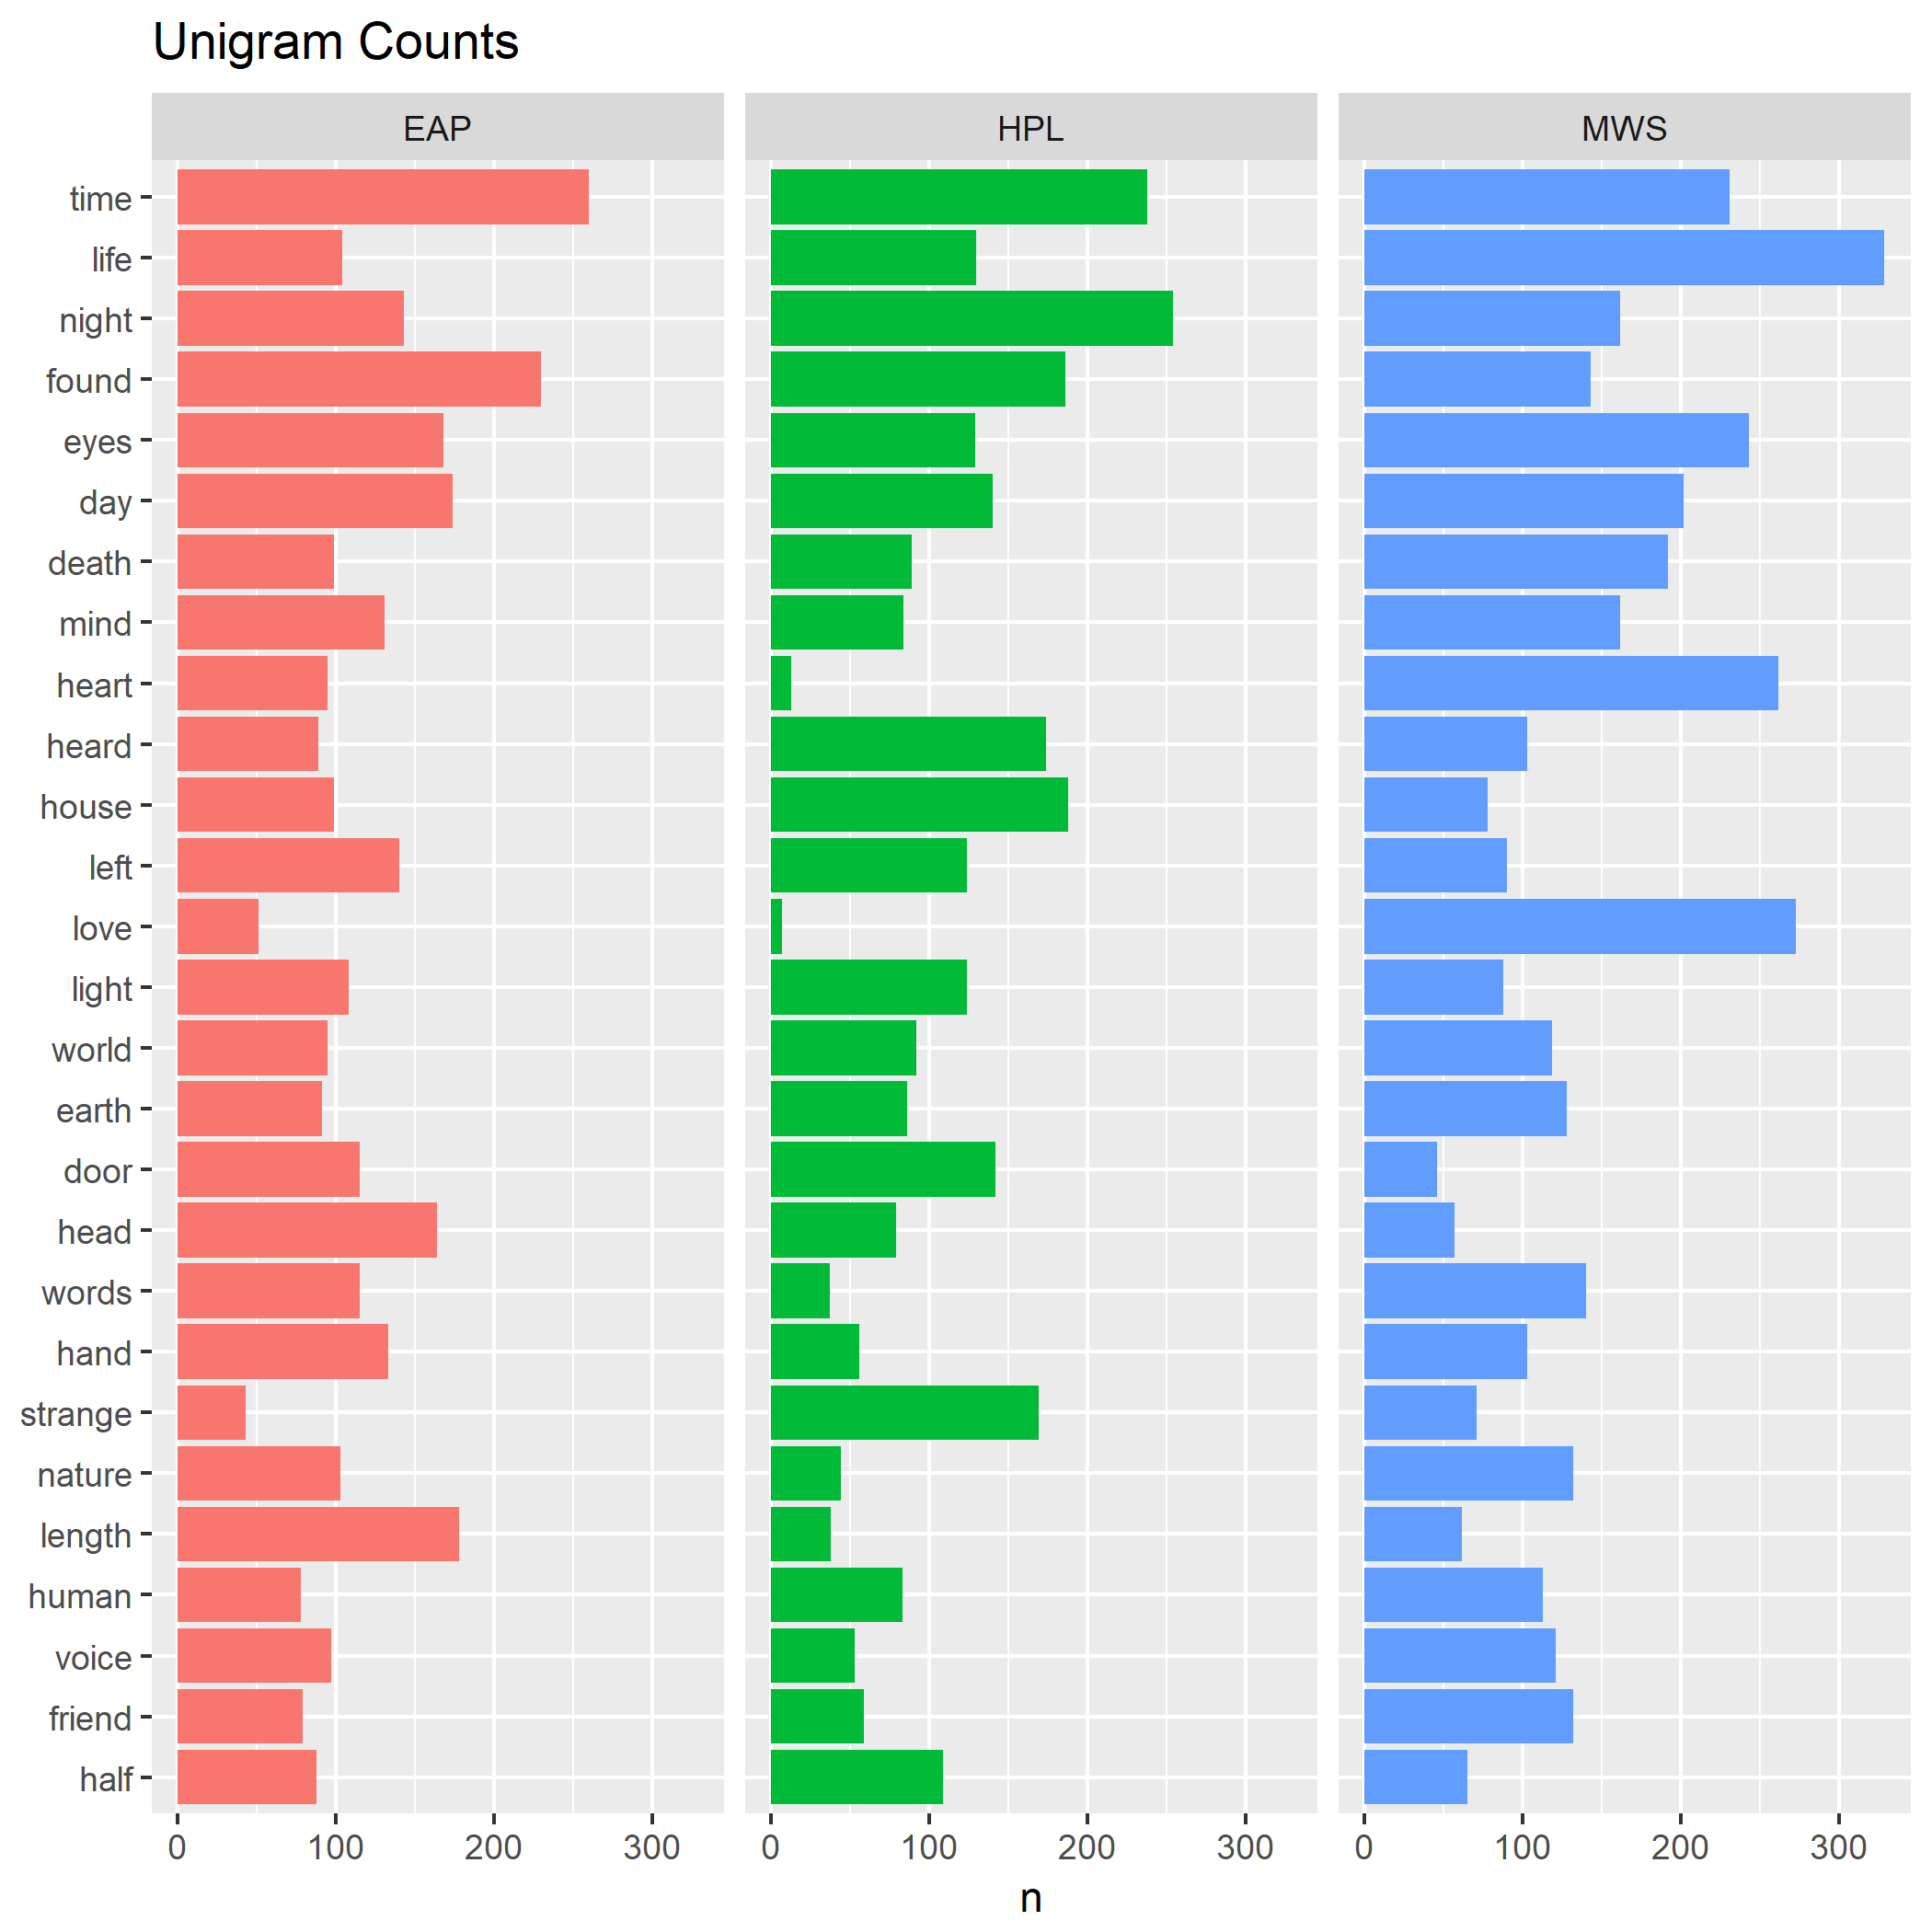 Unigram Counts
EAP HPL MWS
time
life
night
found
eyes
day
death
mind
heart
heard
house
left
love
light
world
earth
door
head
words
hand
strange
nature
length
human
voice
friend
half
0 100 200 300 0 100 200 300 0 100 200 300
n